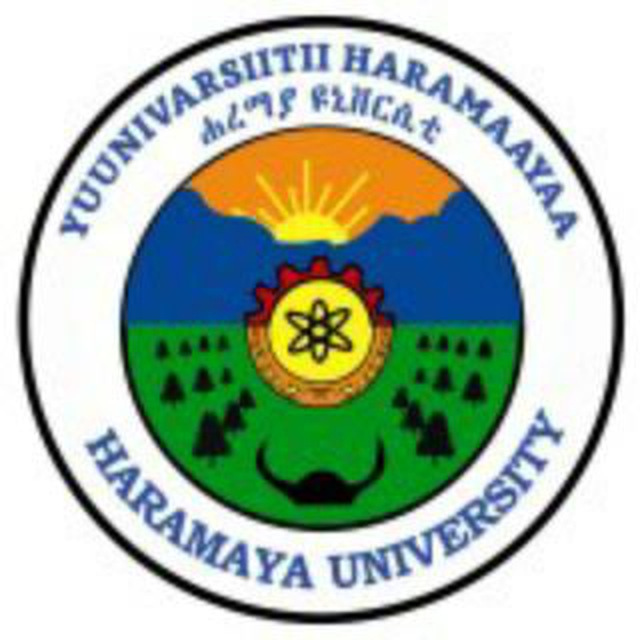 YUUNIVARSIITII HARAMAAYAA
ሐረማያ ዩኒቨርሲቲ
HARAMAYA UNIVERSITY